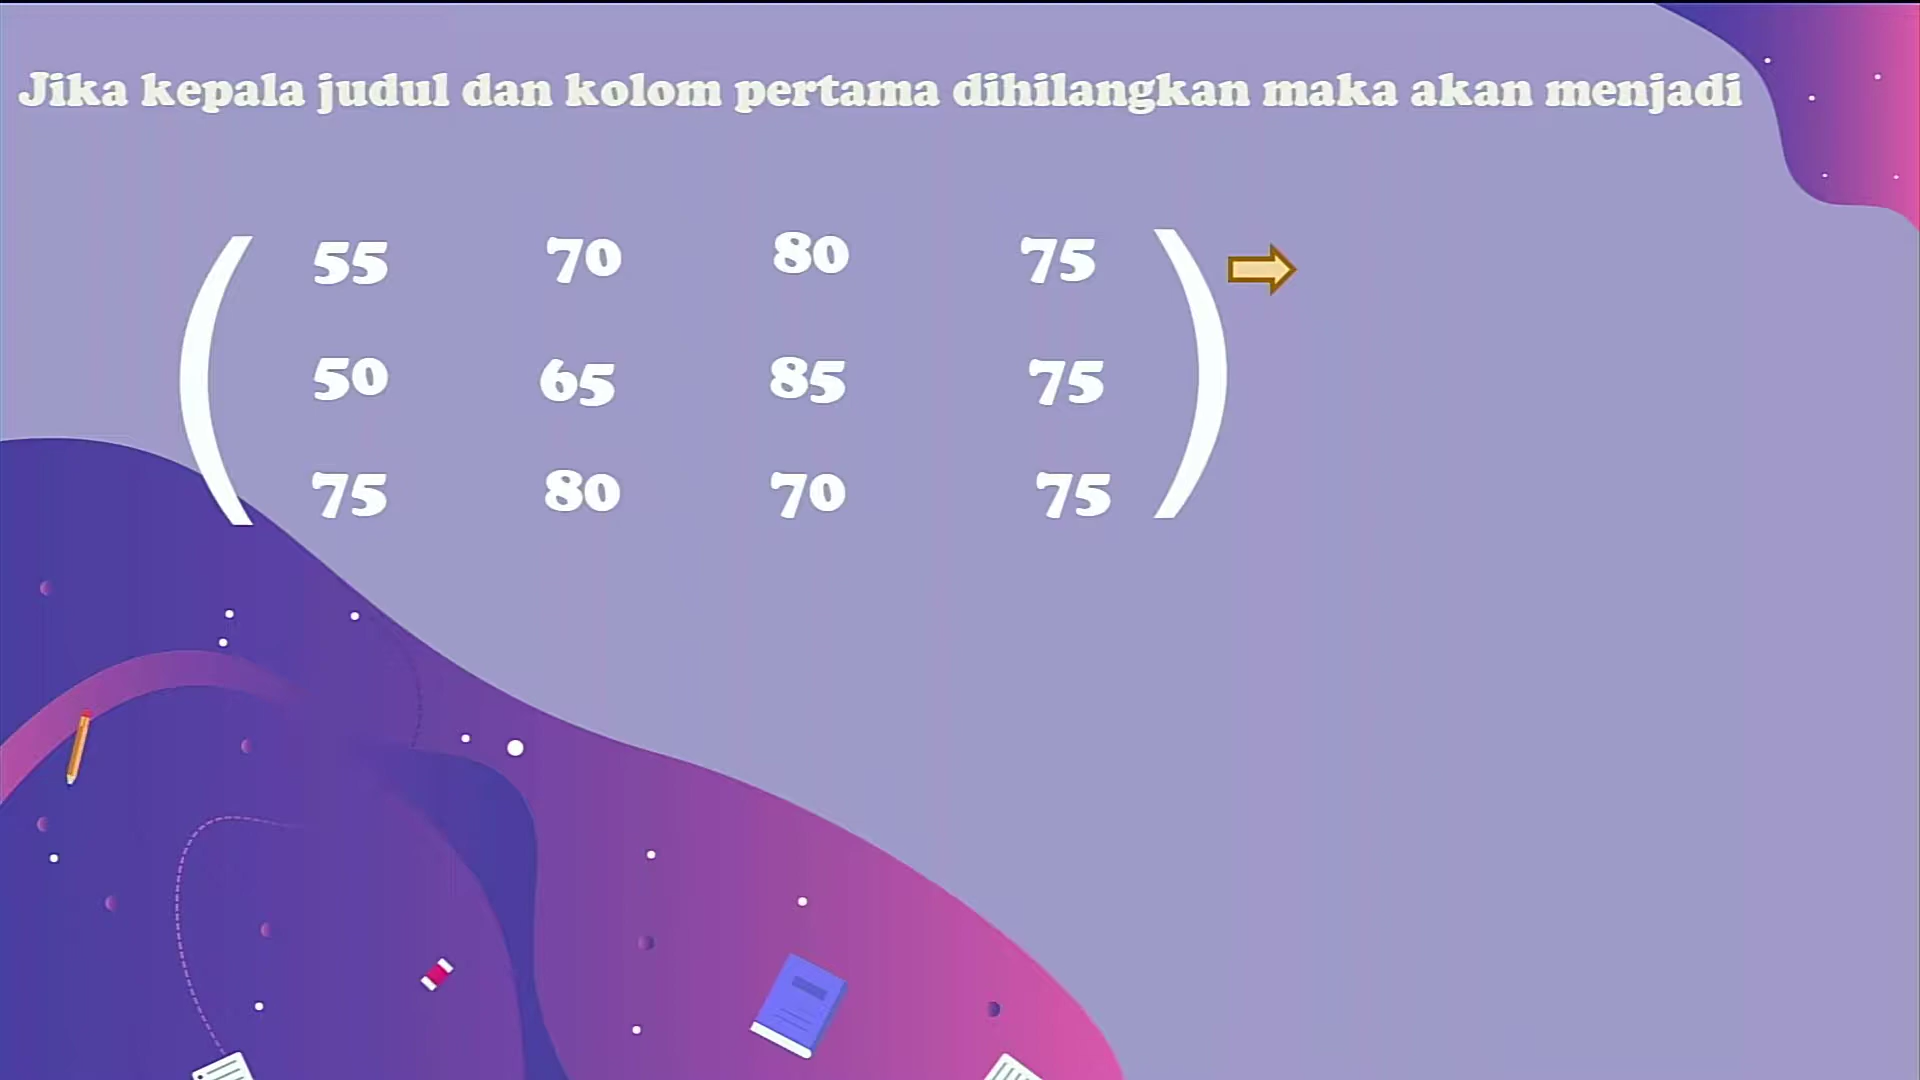 Jika kepala judul dan kolom pertama dihilangkan maka akan menjadi
55 70 80 75
50 65 85 75
75 80 70 75